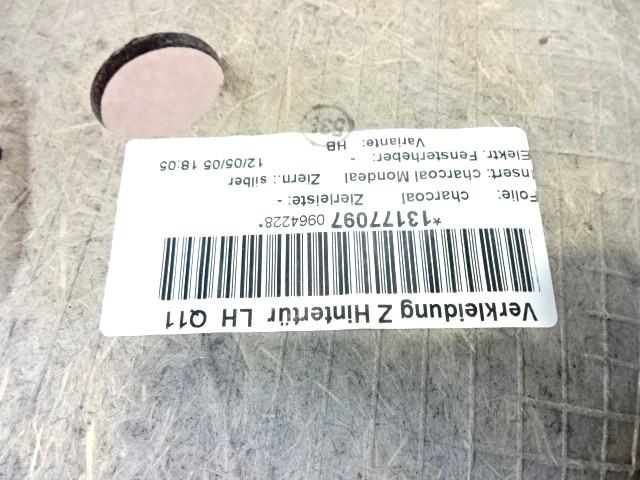 Verkleidung Z Hintertür LH Q11
*13177097 0964228*
Folie: charcoal Zierleiste: -
Insert: charcoal Mondeal Ziern.: silber
Elektr. Fensterheber: - 12/05/05 18:05
Variante: HB